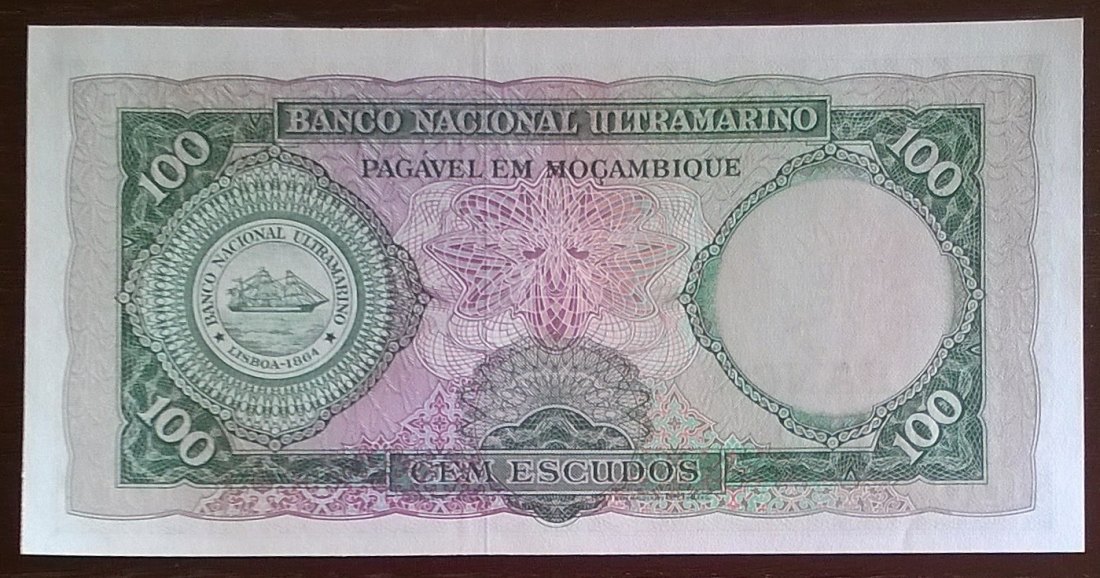 BANCO NACIONAL ULTRAMARINO
PAGÁVEL EM MOÇAMBIQUE
100
100
BANCO NACIONAL ULTRAMARINO
★ LISBOA-1864 ★
100
100
CEM ESCUDOS